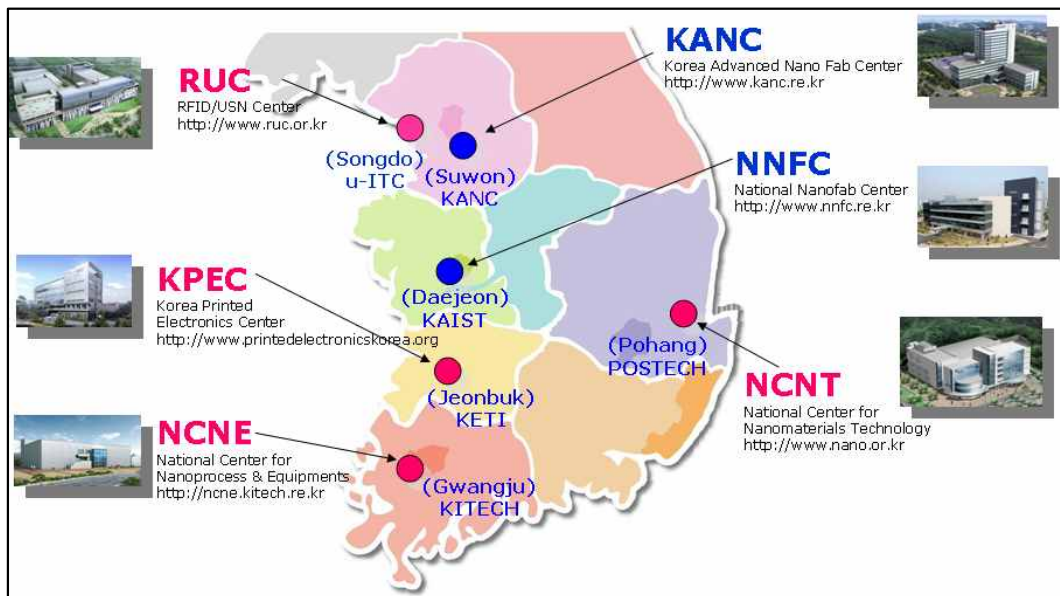 RUC
RFID/USN Center
http://www.ruc.or.kr
KANC
Korea Advanced Nano Fab Center
http://www.kanc.re.kr
(Songdo)
u-ITC
(Suwon)
KANC
NNFC
National Nanofab Center
http://www.nnfc.re.kr
KPEC
Korea Printed
Electronics Center
http://www.printedelectronicskorea.org
(Daejeon)
KAIST
(Pohang)
POSTECH
(Jeonbuk)
KETI
NCNT
National Center for
Nanomaterials Technology
http://www.nano.or.kr
NCNE
National Center for
Nanoprocess & Equipments
http://ncne.kitech.re.kr
(Gwangju)
KITECH